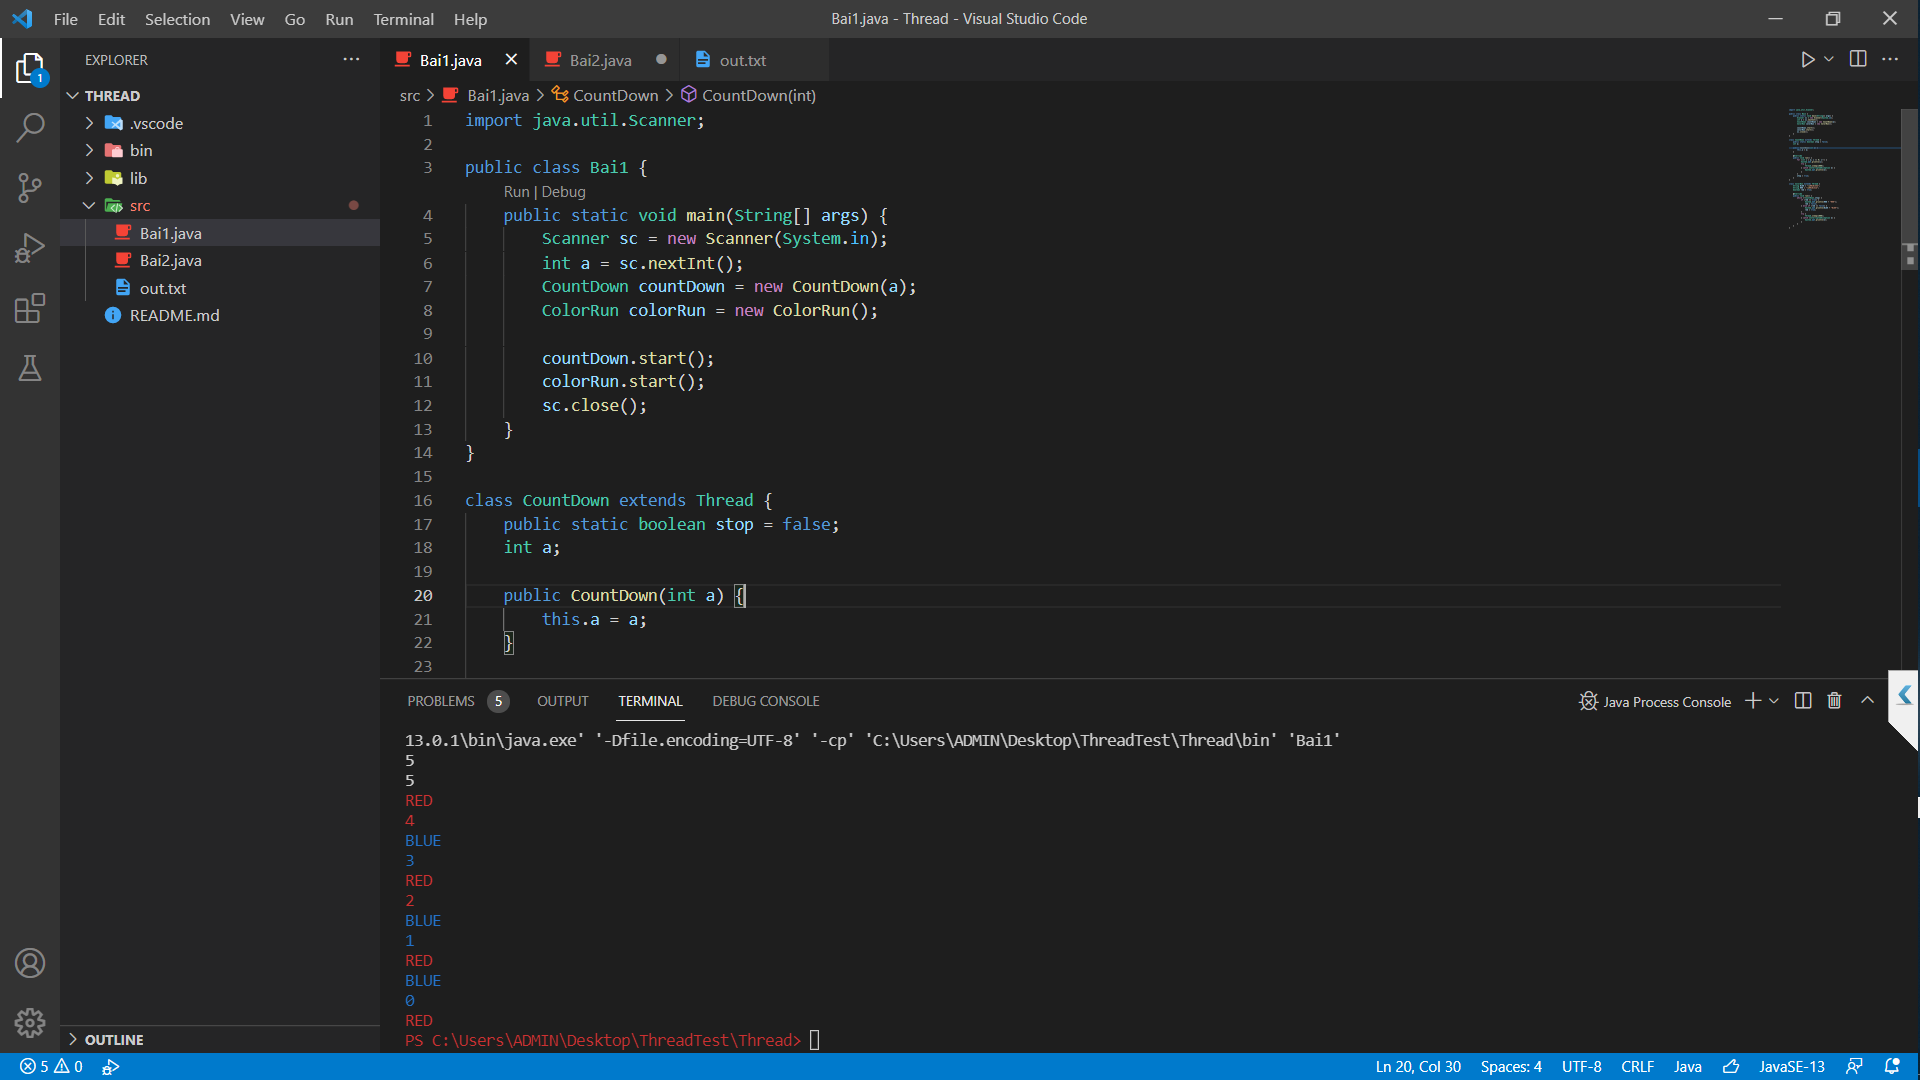 File Edit Selection View Go Run Terminal Help
Bai1.java - Thread - Visual Studio Code
EXPLORER
THREAD
.vscode
bin
lib
src
Bai1.java
Bai2.java
out.txt
README.md
OUTLINE
1
Bai1.java Bai2.java out.txt
src > Bai1.java > CountDown > CountDown(int)
1 import java.util.Scanner;
2
3 public class Bai1 {
Run | Debug
4 public static void main(String[] args) {
5 Scanner sc = new Scanner(System.in);
6 int a = sc.nextInt();
7 CountDown countDown = new CountDown(a);
8 ColorRun colorRun = new ColorRun();
9
10 countDown.start();
11 colorRun.start();
12 sc.close();
13 }
14 }
15
16 class CountDown extends Thread {
17 public static boolean stop = false;
18 int a;
19
20 public CountDown(int a) {
21 this.a = a;
22 }
23
PROBLEMS 5 OUTPUT TERMINAL DEBUG CONSOLE
Java Process Console
13.0.1\bin\java.exe' '-Dfile.encoding=UTF-8' '-cp' 'C:\Users\ADMIN\Desktop\ThreadTest\Thread\bin' 'Bai1'
5
5
RED
4
BLUE
3
RED
2
BLUE
1
RED
BLUE
0
RED
PS C:\Users\ADMIN\Desktop\ThreadTest\Thread>
5 0
Ln 20, Col 30 Spaces: 4 UTF-8 CRLF Java JavaSE-13